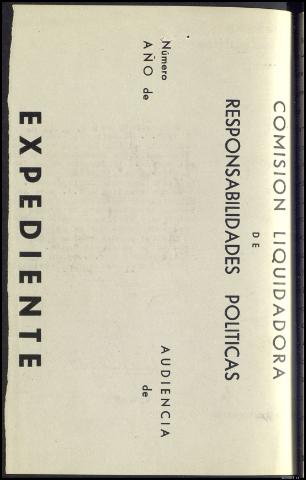 COMISION LIQUIDADORA
DE
RESPONSABILIDADES POLITICAS
Número
AUDIENCIA
AÑO de
de
EXPEDIENTE